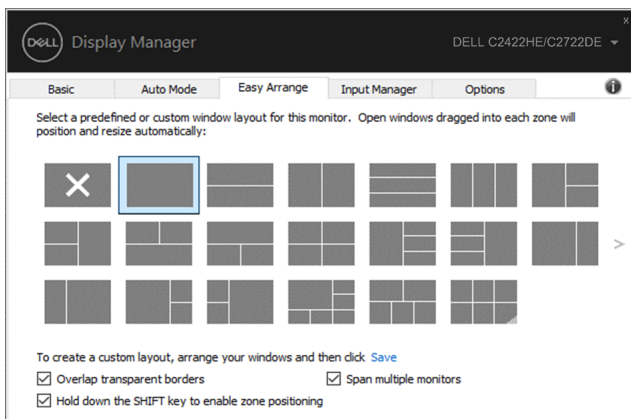 x
DELL Display Manager
DELL C2422HE/C2722DE
Basic Auto Mode Easy Arrange Input Manager Options
Select a predefined or custom window layout for this monitor. Open windows dragged into each zone will
position and resize automatically:
>
To create a custom layout, arrange your windows and then click Save
Overlap transparent borders Span multiple monitors
Hold down the SHIFT key to enable zone positioning